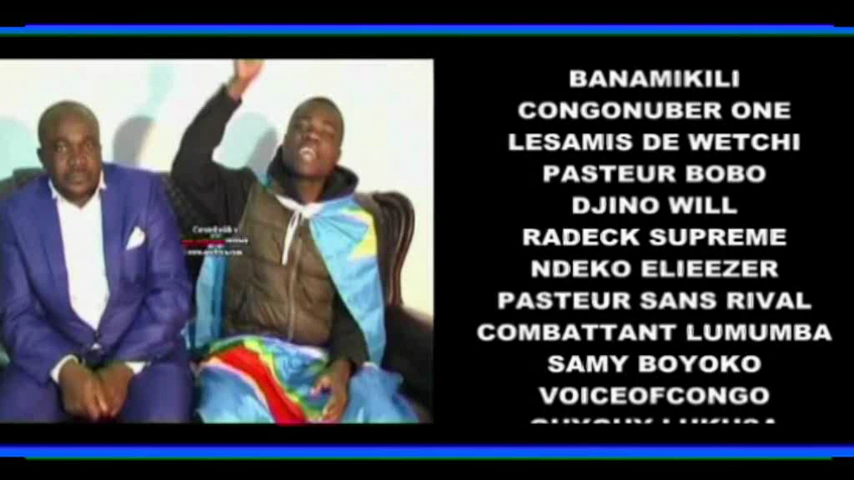 BANAMIKILI
CONGONUBER ONE
LESAMIS DE WETCHI
PASTEUR BOBO
DJINO WILL
RADECK SUPREME
NDEKO ELIEEZER
PASTEUR SANS RIVAL
COMBATTANT LUMUMBA
SAMY BOYOKO
VOICEOFCONGO